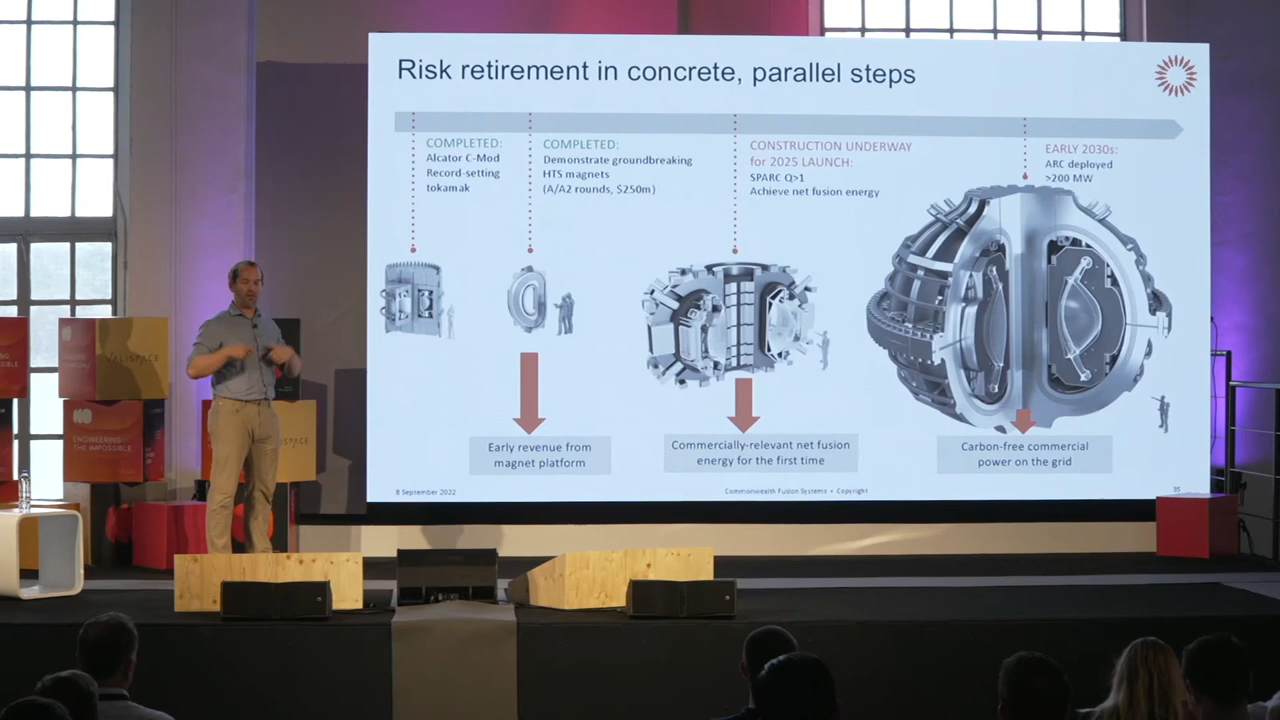 Risk retirement in concrete, parallel steps
COMPLETED:
Alcator C-Mod
Record-setting
tokamak
COMPLETED:
Demonstrate groundbreaking
HTS magnets
(A/A2 rounds, $250m)
CONSTRUCTION UNDERWAY
for 2025 LAUNCH:
SPARC Q>1
Achieve net fusion energy
EARLY 2030s:
ARC deployed
>200 MW
Early revenue from
magnet platform
Commercially-relevant net fusion
energy for the first time
Carbon-free commercial
power on the grid
8 September 2022
Commonwealth Fusion Systems • Copyright
35
VALISPACE
ENGINEERING
THE IMPOSSIBLE